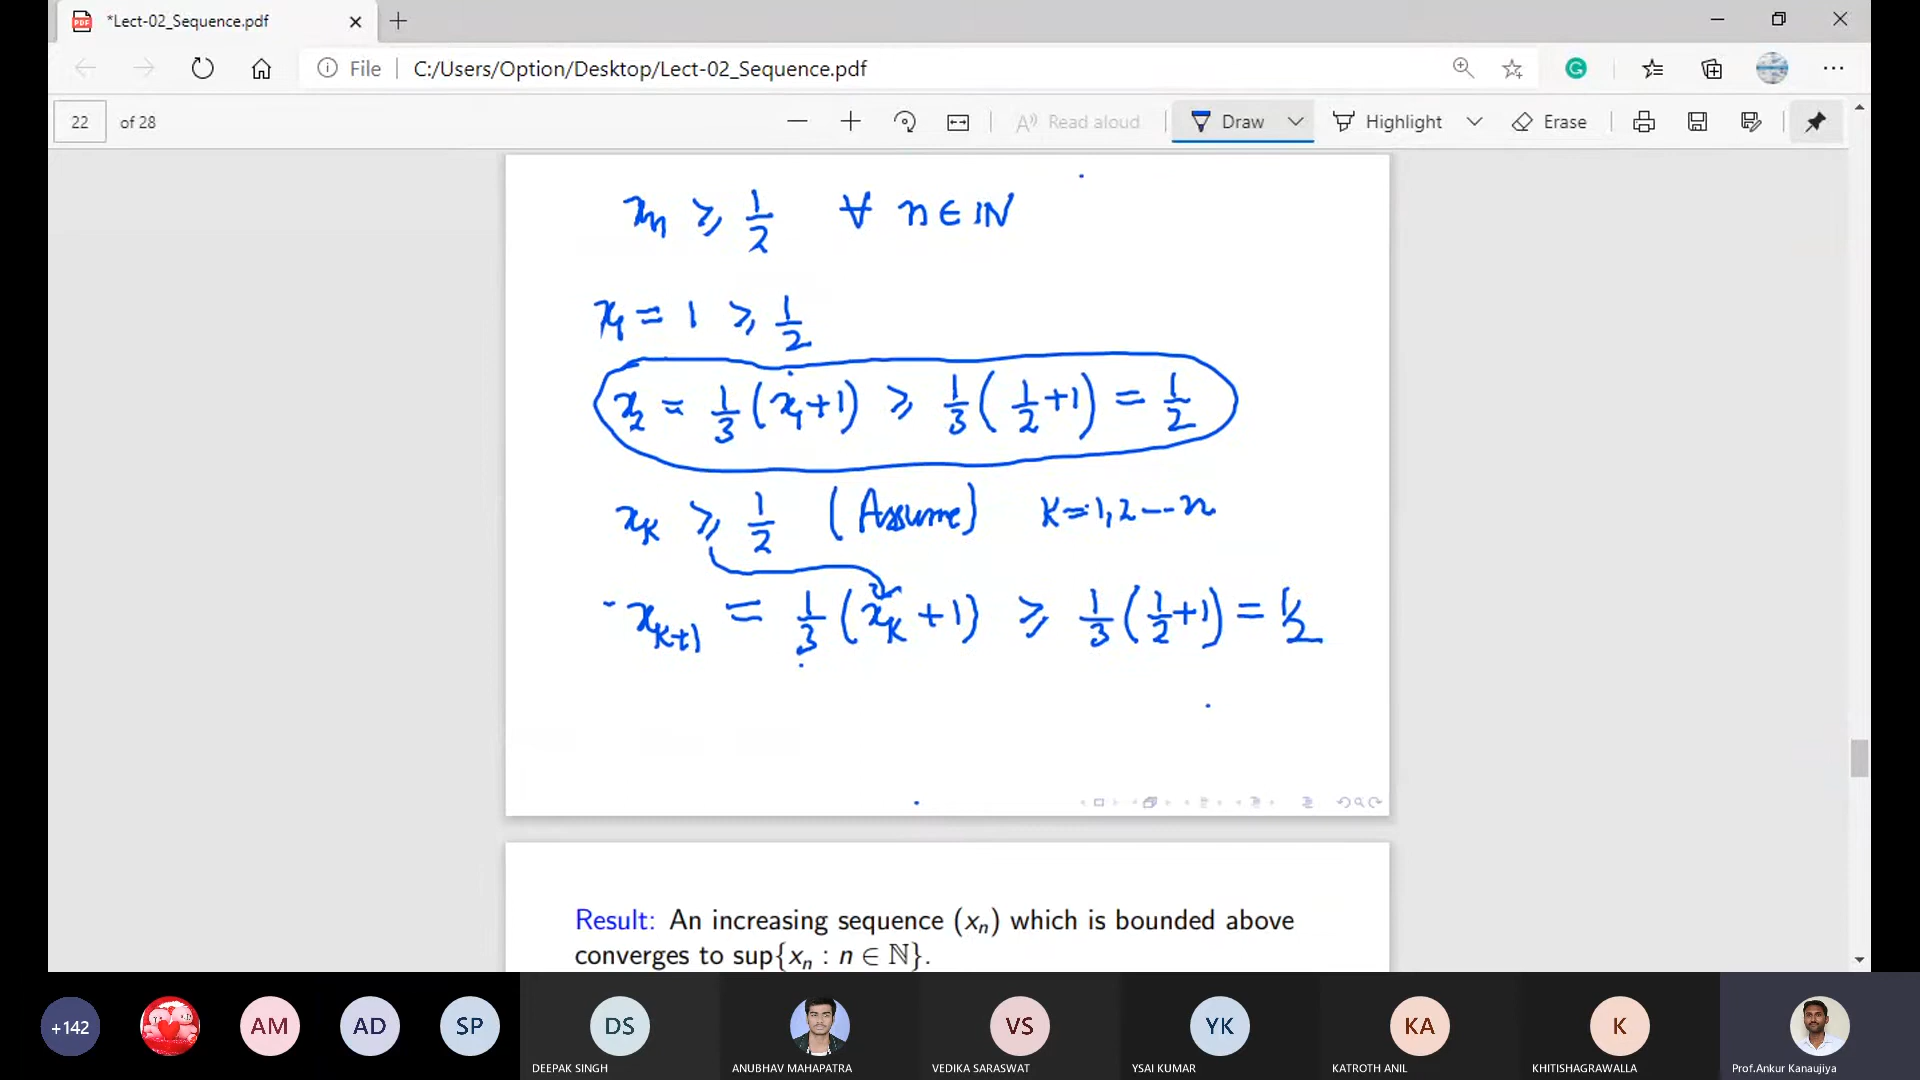 *Lect-02_Sequence.pdf
File | C:/Users/Option/Desktop/Lect-02_Sequence.pdf
22 of 28 Read aloud Draw Highlight Erase
xₙ ⩾ 1/2 ∀ n ∈ ℕ
x₁ = 1 ⩾ 1/2
x₂ = 1/3 (x₁+1) ⩾ 1/3 (1/2+1) = 1/2
xₖ ⩾ 1/2 (Assume) K=1,2---n
xₖ₊₁ = 1/3 (xₖ+1) ⩾ 1/3 (1/2+1) = 1/2
Result: An increasing sequence (xₙ) which is bounded above
converges to sup{xₙ : n ∈ ℕ}.
+142 AM AD SP DS VS YK KA K
DEEPAK SINGH ANUBHAV MAHAPATRA VEDIKA SARASWAT YSAI KUMAR KATROTH ANIL KHITISHAGRAWALLA Prof.Ankur Kanaujiya